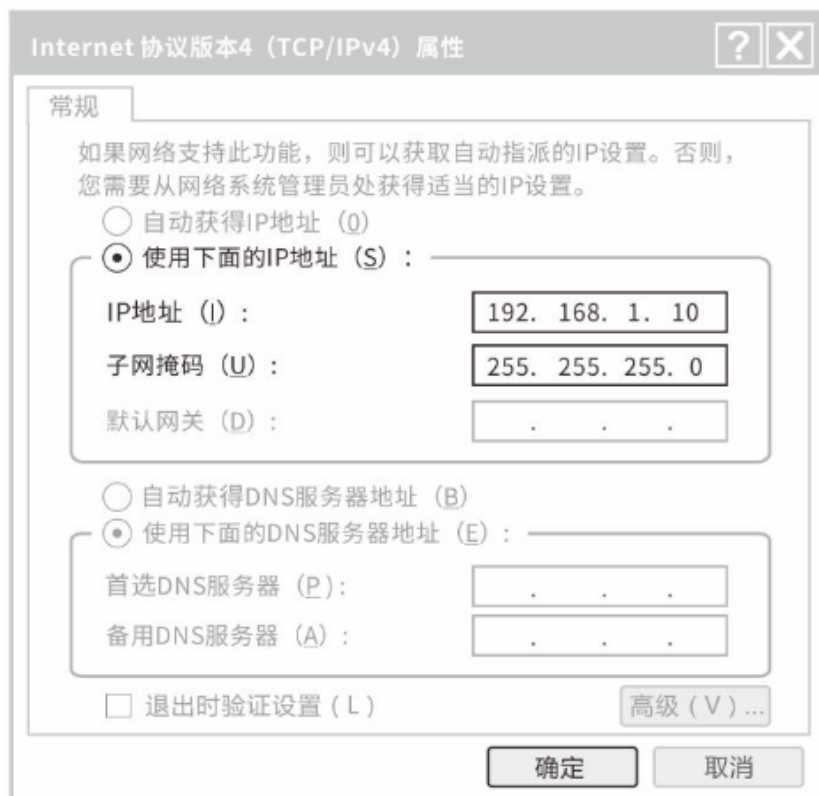 Internet 协议版本4（TCP/IPv4）属性
常规
如果网络支持此功能，则可以获取自动指派的IP设置。否则，
您需要从网络系统管理员处获得适当的IP设置。
自动获得IP地址（0）
使用下面的IP地址（S）:
IP地址（I）: 192. 168. 1. 10
子网掩码（U）: 255. 255. 255. 0
默认网关（D）: . . .
自动获得DNS服务器地址（B）
使用下面的DNS服务器地址（E）:
首选DNS服务器（P）: . . .
备用DNS服务器（A）: . . .
退出时验证设置 ( L )
高级 ( V ) ...
确定 取消